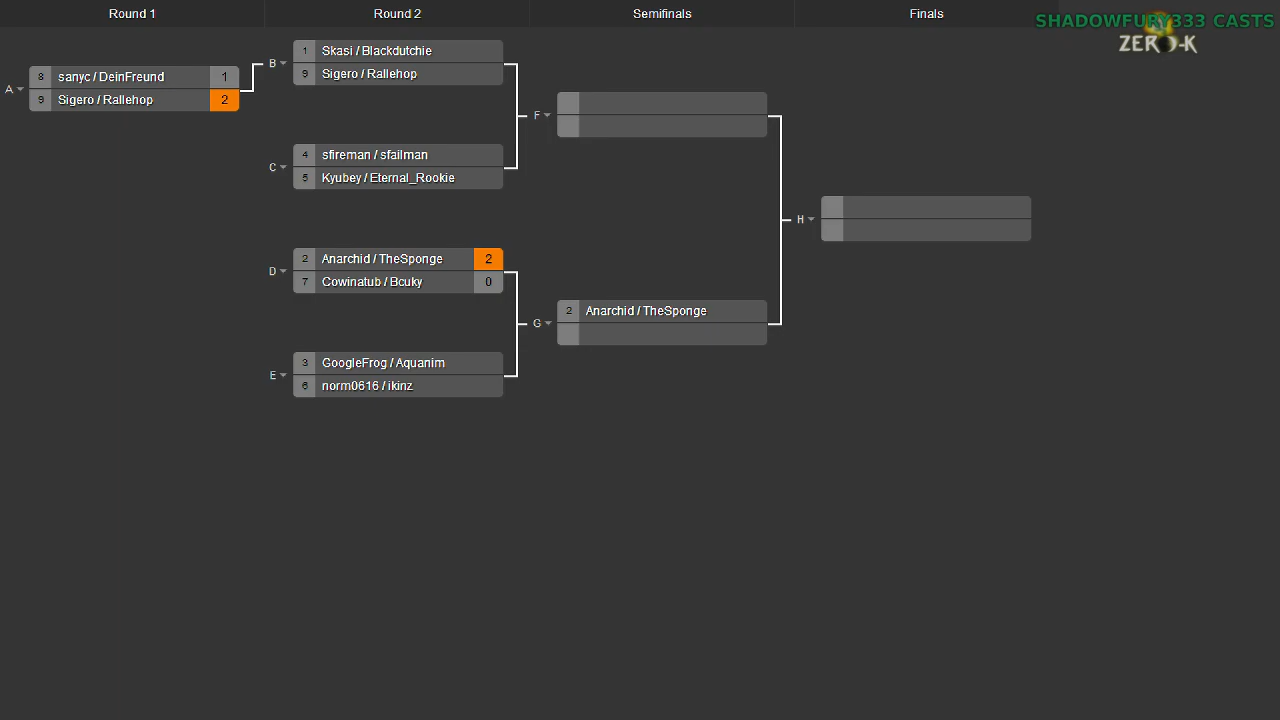 Round 1
Round 2
Semifinals
Finals
SHADOWFURY333 CASTS
ZERO-K
A
8 sanyc / DeinFreund 1
9 Sigero / Rallehop 2
B
1 Skasi / Blackdutchie
9 Sigero / Rallehop
C
4 sfireman / sfailman
5 Kyubey / Eternal_Rookie
D
2 Anarchid / TheSponge 2
7 Cowinatub / Bcuky 0
E
3 GoogleFrog / Aquanim
6 norm0616 / ikinz
F
G
2 Anarchid / TheSponge
H